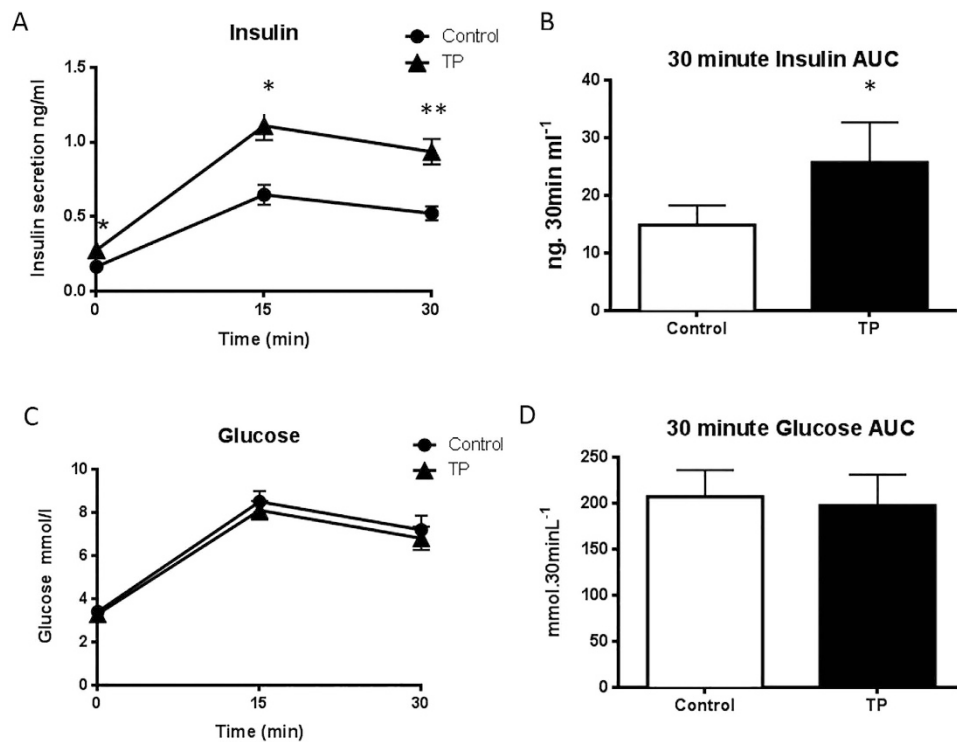 A
Insulin
Control
TP
Insulin secretion ng/ml
1.5
1.0
0.5
0.0
*
*
**
0
15
30
Time (min)
B
30 minute Insulin AUC
ng. 30min ml⁻¹
40
30
20
10
0
*
Control
TP
C
Glucose
Control
TP
Glucose mmol/l
10
8
6
4
2
0
0
15
30
Time (min)
D
30 minute Glucose AUC
mmol.30minL⁻¹
250
200
150
100
50
0
Control
TP